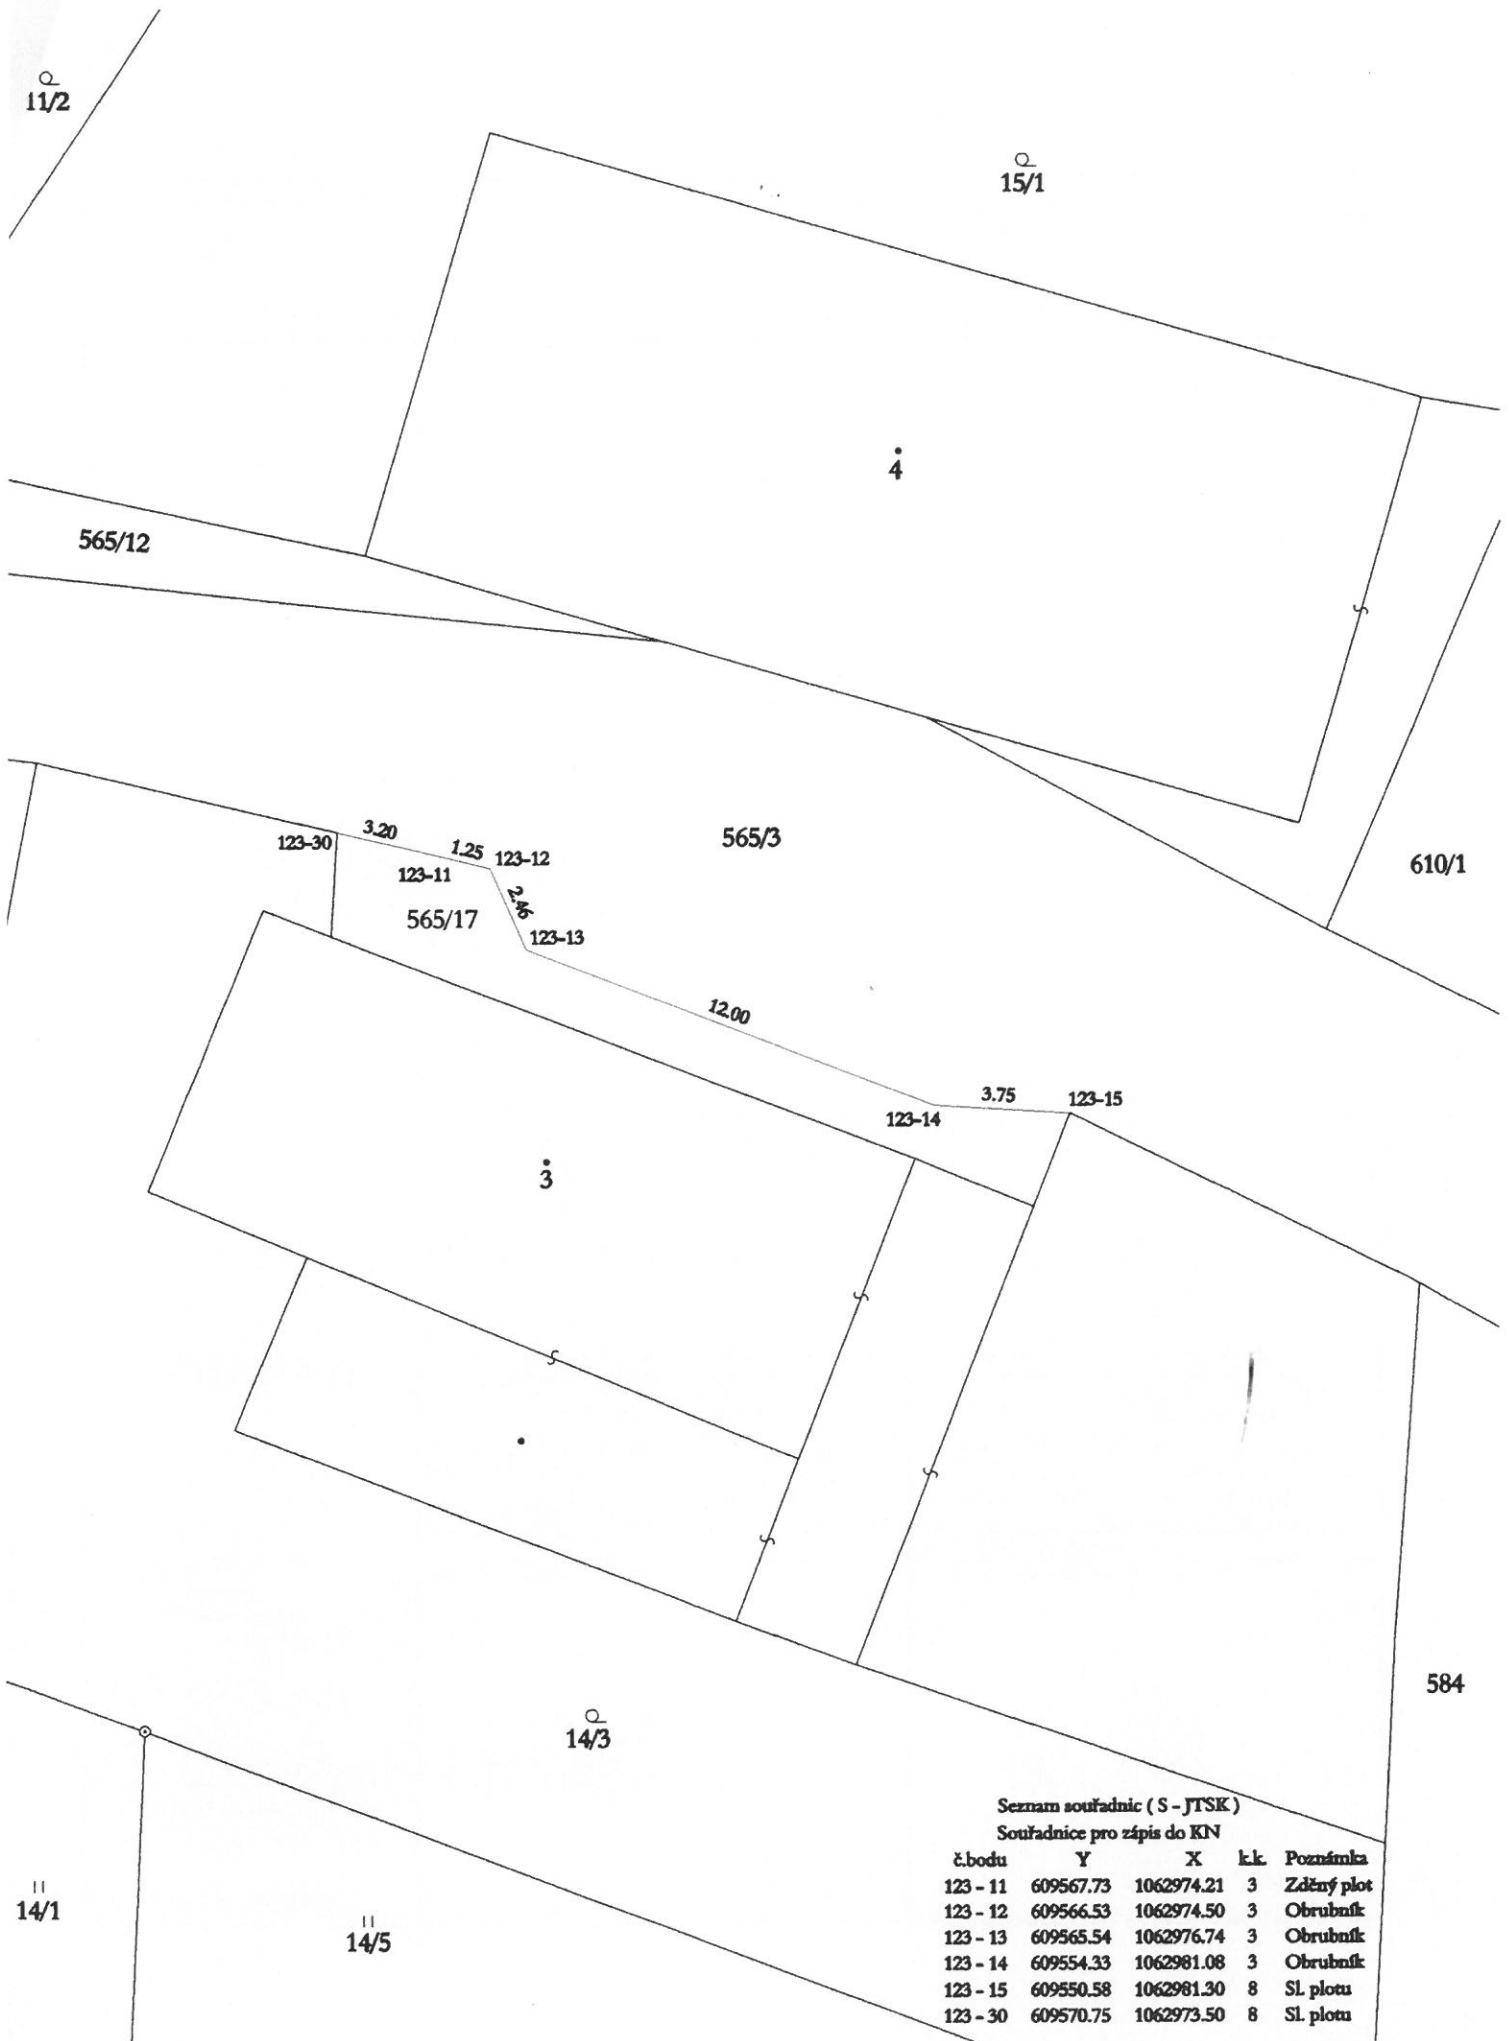 11/2
15/1
4
565/12
565/3
123-30
3.20
1.25
123-12
123-11
610/1
565/17
2.46
123-13
12.00
3.75
123-15
123-14
3
584
14/3
14/1
14/5
Seznam souřadnic ( S - JTSK )
Souřadnice pro zápis do KN
č.bodu Y X k.k. Poznámka
123 - 11 609567.73 1062974.21 3 Zděný plot
123 - 12 609566.53 1062974.50 3 Obrubník
123 - 13 609565.54 1062976.74 3 Obrubník
123 - 14 609554.33 1062981.08 3 Obrubník
123 - 15 609550.58 1062981.30 8 Sl. plotu
123 - 30 609570.75 1062973.50 8 Sl. plotu